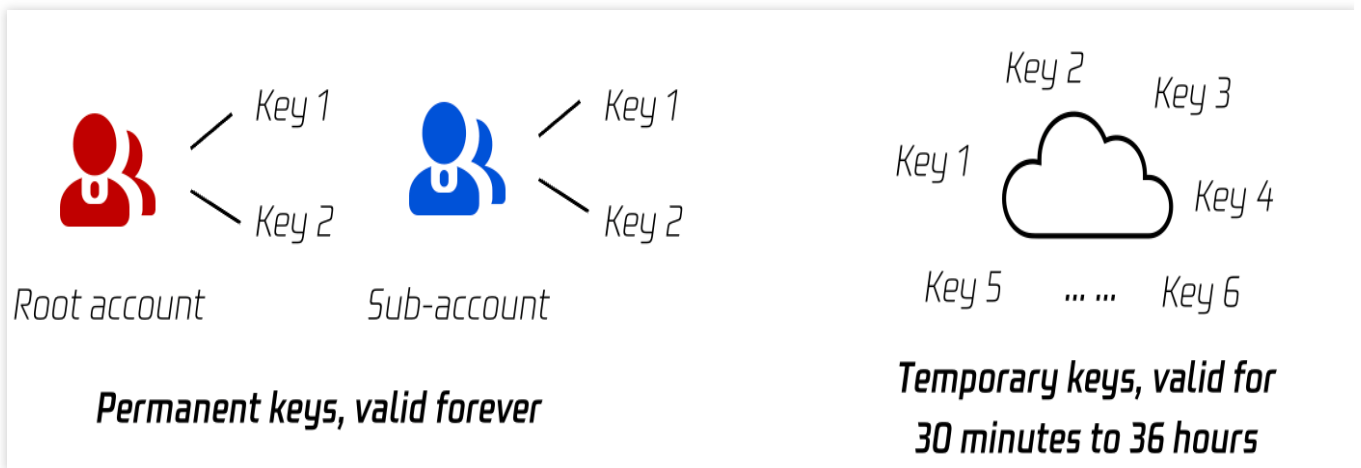 Key 1
Key 2
Root account
Key 1
Key 2
Sub-account
Permanent keys, valid forever
Key 1
Key 2
Key 3
Key 4
Key 5
... ...
Key 6
Temporary keys, valid for
30 minutes to 36 hours